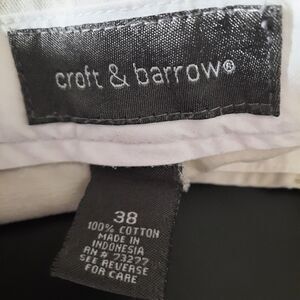 croft & barrow®
38
100% COTTON
MADE IN
INDONESIA
RN # 73277
SEE REVERSE
FOR CARE